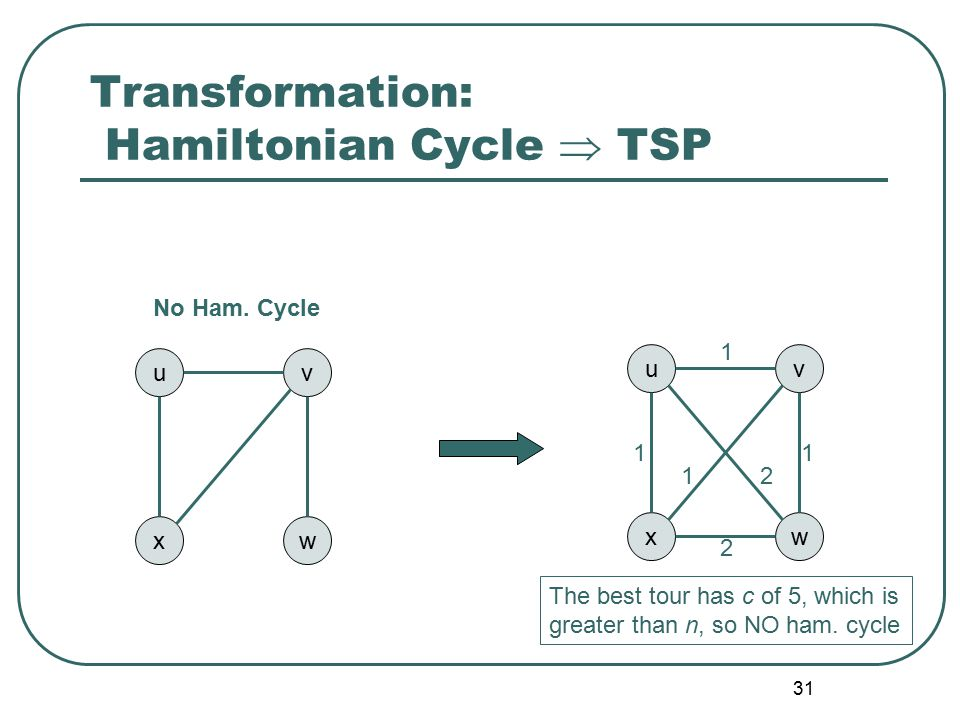 Transformation:
Hamiltonian Cycle ⇒ TSP
No Ham. Cycle
u v
x w
1
u v
1 1
1 2
x w
2
The best tour has c of 5, which is
greater than n, so NO ham. cycle
31